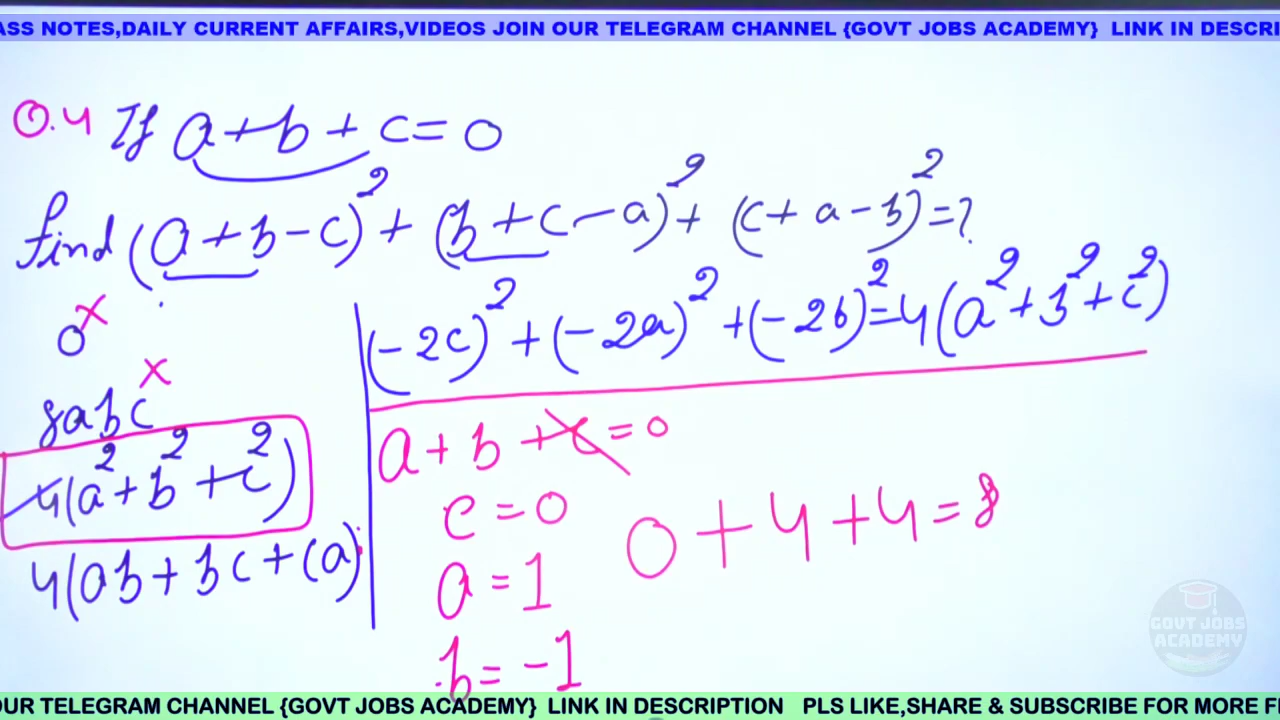 ASS NOTES,DAILY CURRENT AFFAIRS,VIDEOS JOIN OUR TELEGRAM CHANNEL {GOVT JOBS ACADEMY} LINK IN DESCRI
Q.4 If a+b+c=0
find (a+b-c)²+(b+c-a)²+(c+a-b)²=?
0 ×
8abc ×
4(a²+b²+c²)
4(ab+bc+ca)
(-2c)²+(-2a)²+(-2b)²=4(a²+b²+c²)
a+b+c=0
c=0
a=1
b=-1
0+4+4=8
GOVT JOBS
ACADEMY
OUR TELEGRAM CHANNEL {GOVT JOBS ACADEMY} LINK IN DESCRIPTION PLS LIKE,SHARE & SUBSCRIBE FOR MORE F